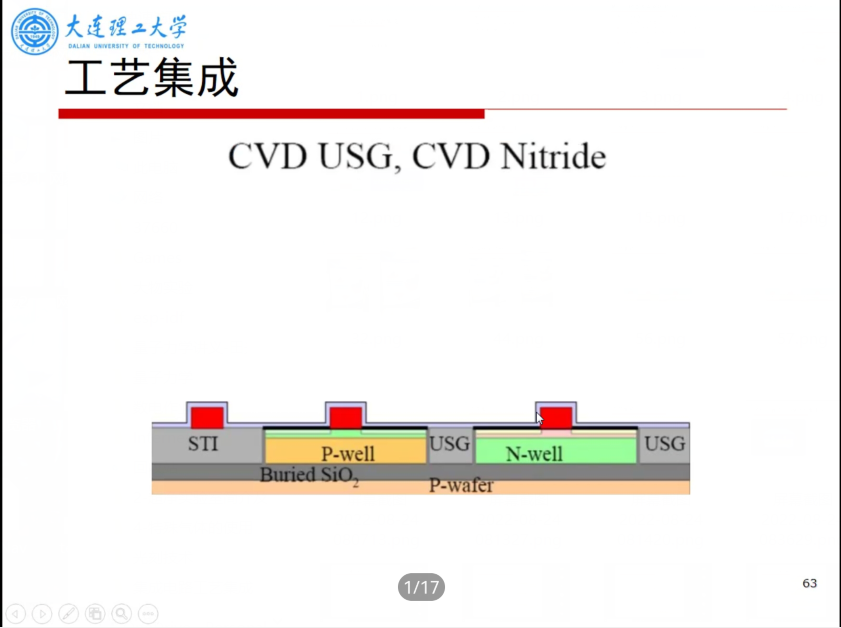 大连理工大学
DALIAN UNIVERSITY OF TECHNOLOGY
工艺集成
CVD USG, CVD Nitride
STI
P-well
USG
N-well
USG
Buried SiO₂
P-wafer
1/17
63